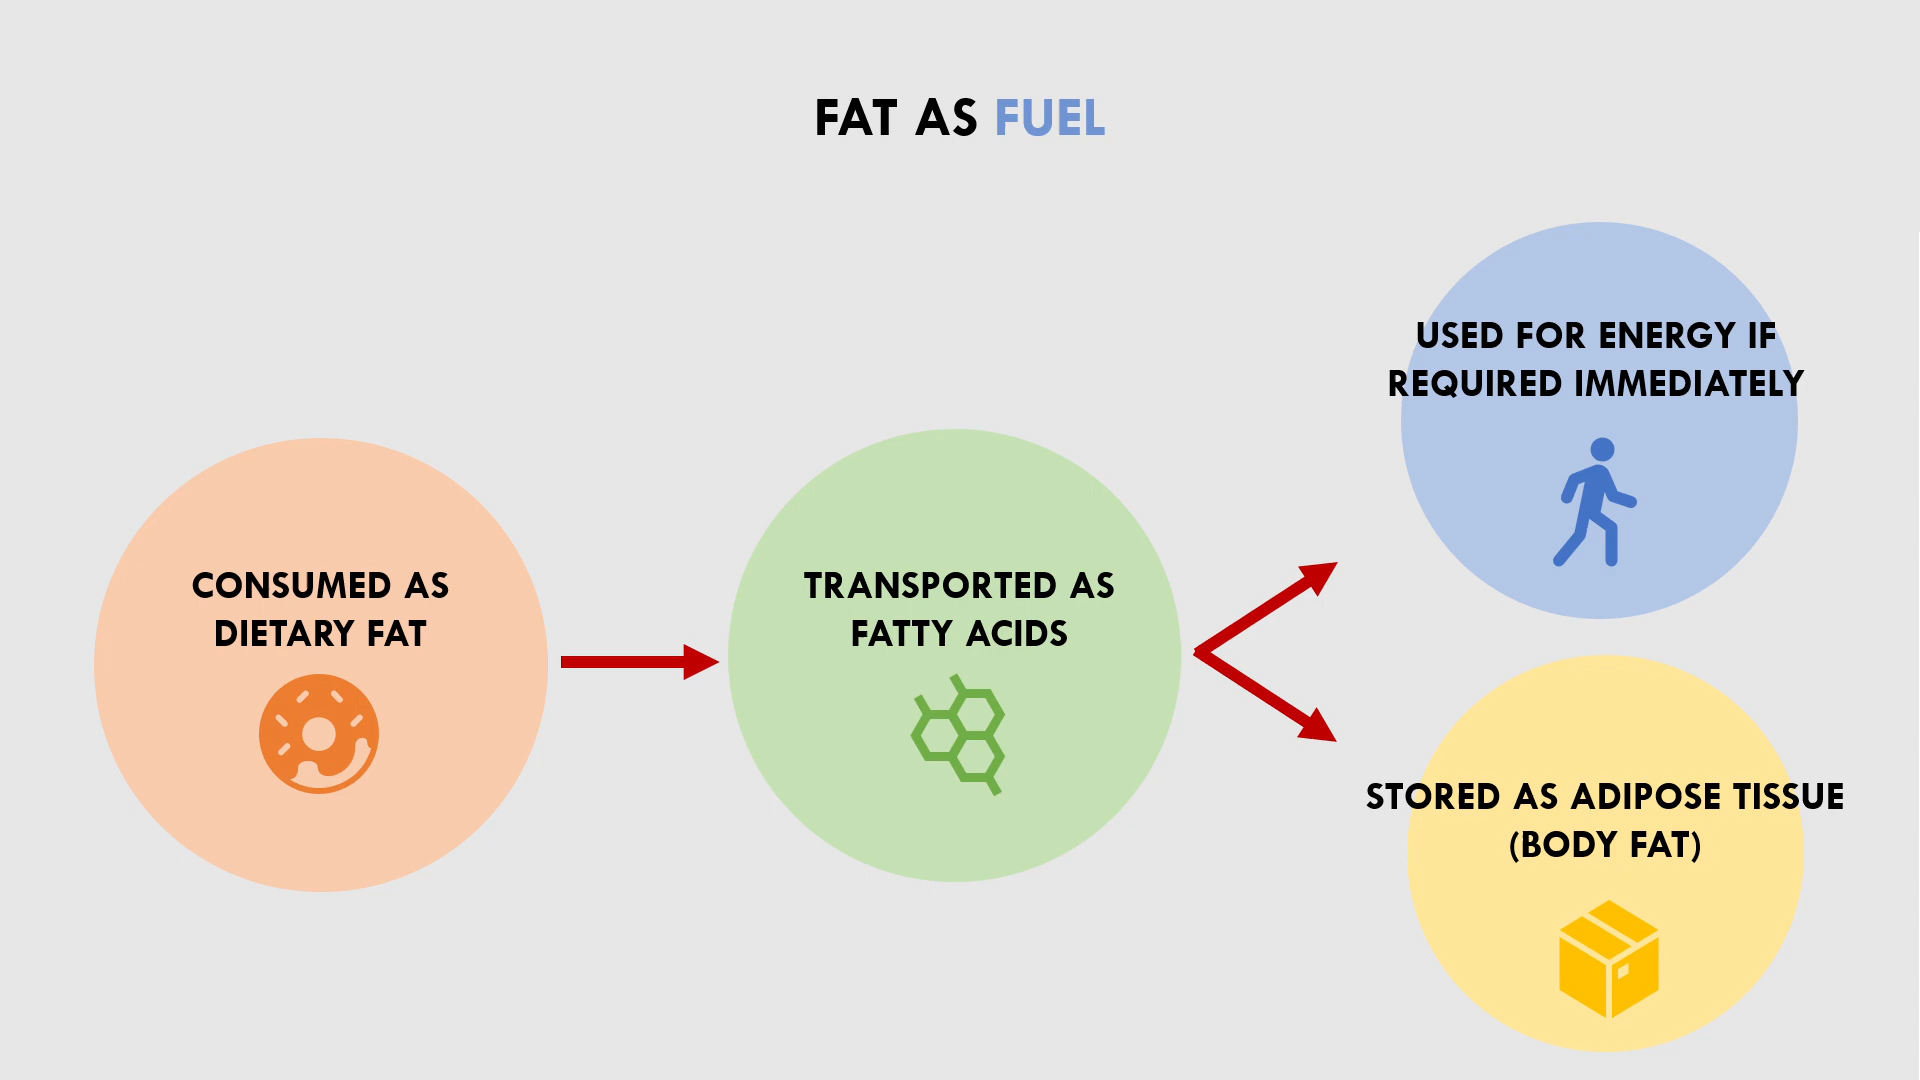 FAT AS FUEL
CONSUMED AS
DIETARY FAT
TRANSPORTED AS
FATTY ACIDS
USED FOR ENERGY IF
REQUIRED IMMEDIATELY
STORED AS ADIPOSE TISSUE
(BODY FAT)